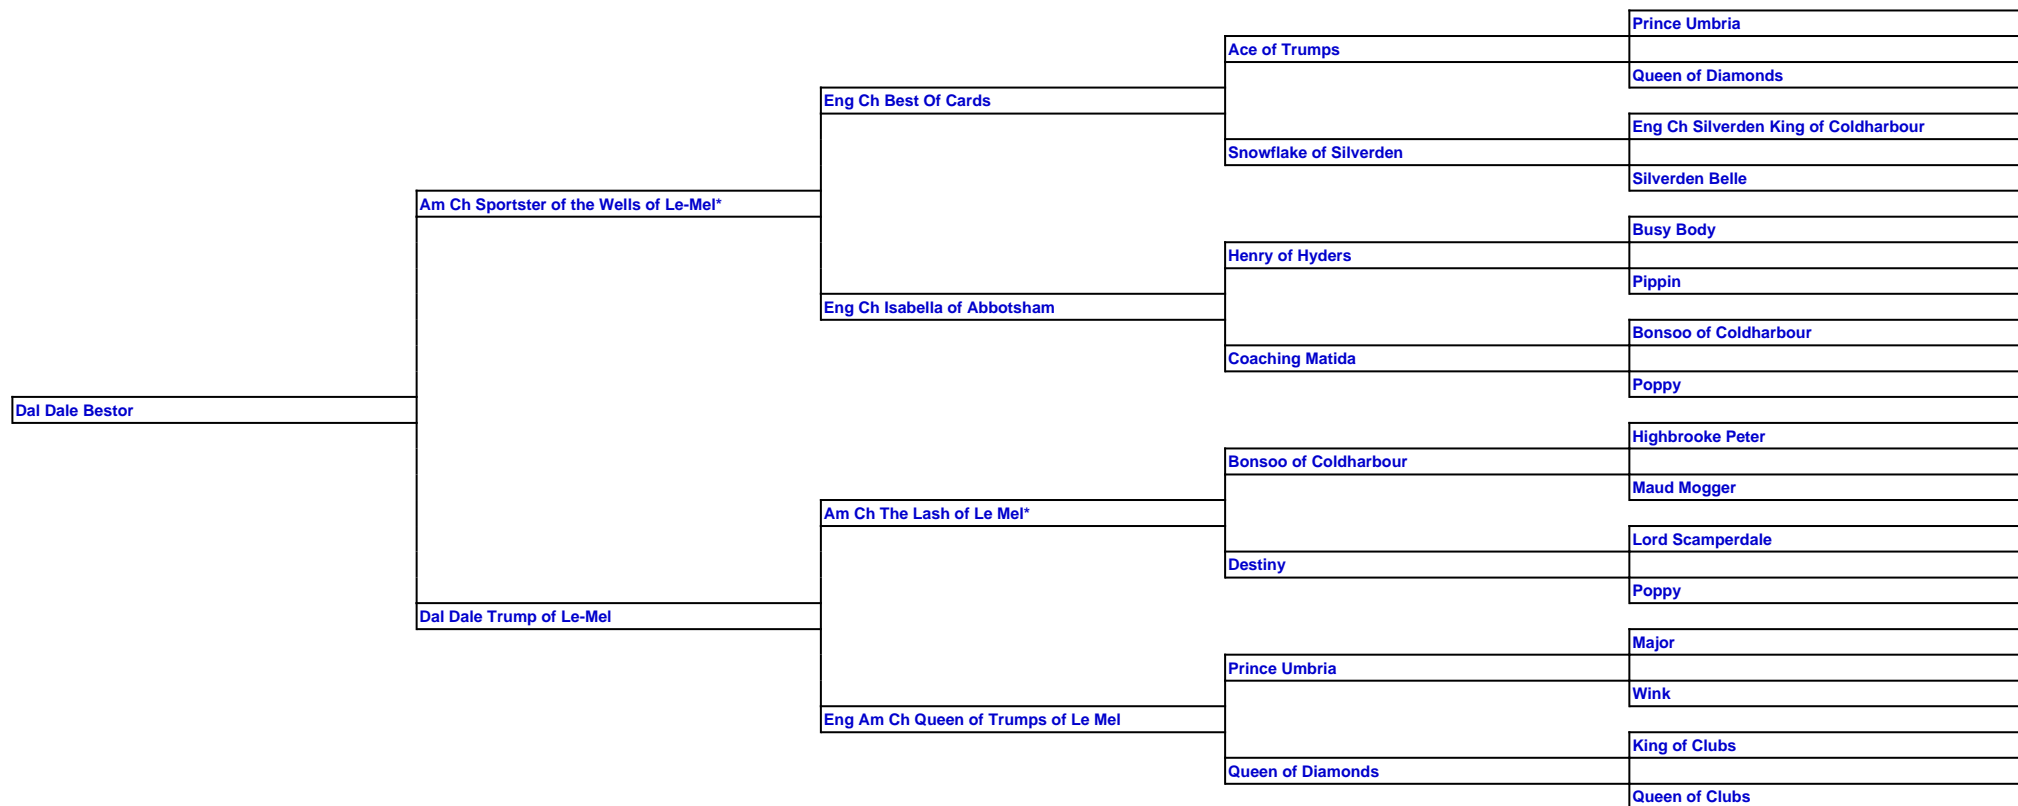 Prince Umbria
Ace of Trumps
Queen of Diamonds
Eng Ch Best Of Cards
Eng Ch Silverden King of Coldharbour
Snowflake of Silverden
Silverden Belle
Am Ch Sportster of the Wells of Le-Mel*
Busy Body
Henry of Hyders
Pippin
Eng Ch Isabella of Abbotsham
Bonsoo of Coldharbour
Coaching Matida
Poppy
Dal Dale Bestor
Highbrooke Peter
Bonsoo of Coldharbour
Maud Mogger
Am Ch The Lash of Le Mel*
Lord Scamperdale
Destiny
Poppy
Dal Dale Trump of Le-Mel
Major
Prince Umbria
Wink
Eng Am Ch Queen of Trumps of Le Mel
King of Clubs
Queen of Diamonds
Queen of Clubs